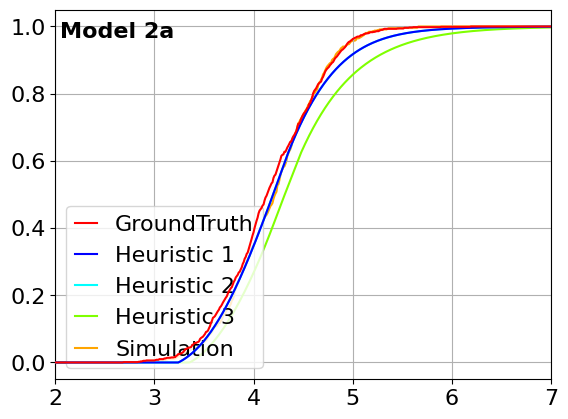 Model 2a
1.0
0.8
0.6
0.4
0.2
0.0
GroundTruth
Heuristic 1
Heuristic 2
Heuristic 3
Simulation
2 3 4 5 6 7